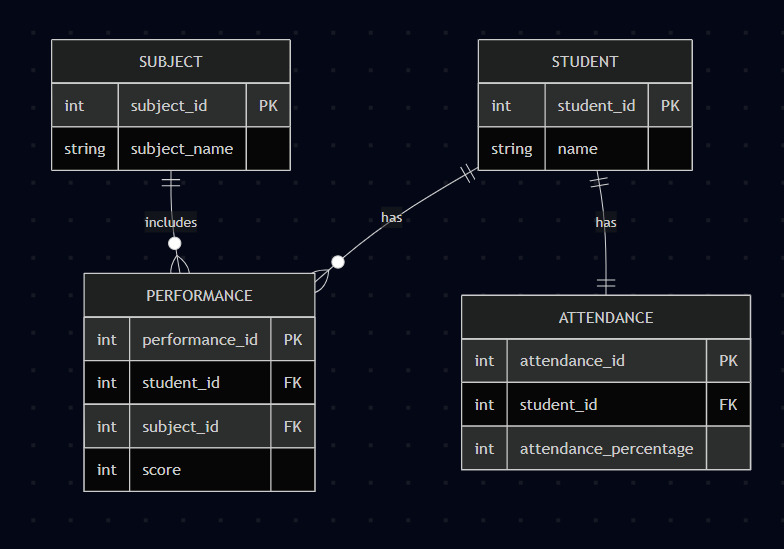 SUBJECT
int subject_id PK
string subject_name
STUDENT
int student_id PK
string name
includes
has
has
PERFORMANCE
int performance_id PK
int student_id FK
int subject_id FK
int score
ATTENDANCE
int attendance_id PK
int student_id FK
int attendance_percentage